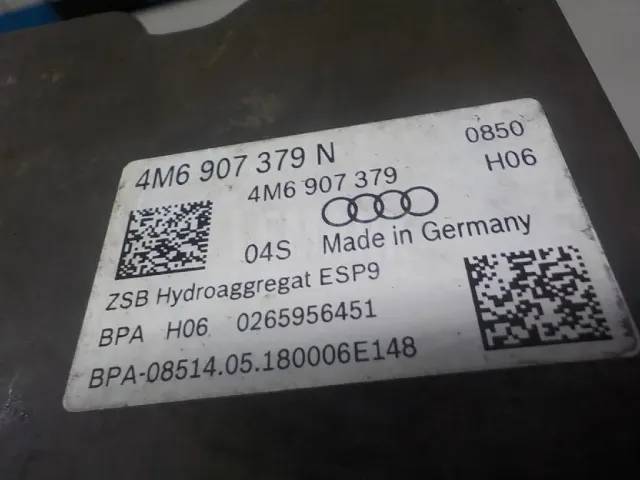 4M6 907 379 N
0850
4M6 907 379
H06
04S Made in Germany
ZSB Hydroaggregat ESP9
BPA H06 0265956451
BPA-08514.05.180006E148